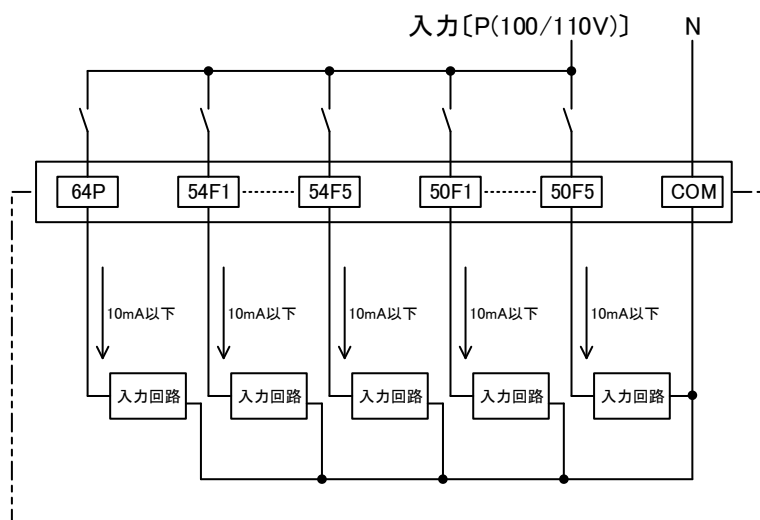 入力〔P(100/110V)〕 N
64P 54F1 54F5 50F1 50F5 COM
10mA以下 10mA以下 10mA以下 10mA以下 10mA以下
入力回路 入力回路 入力回路 入力回路 入力回路